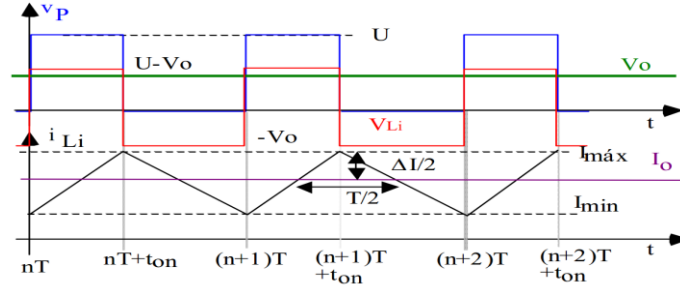 vP
U
U-Vo
Vo
t
i Li
-Vo
VLi
Imáx
ΔI/2
Io
T/2
Imin
nT
nT+ton
(n+1)T
(n+1)T
+ton
(n+2)T
(n+2)T
+ton
t